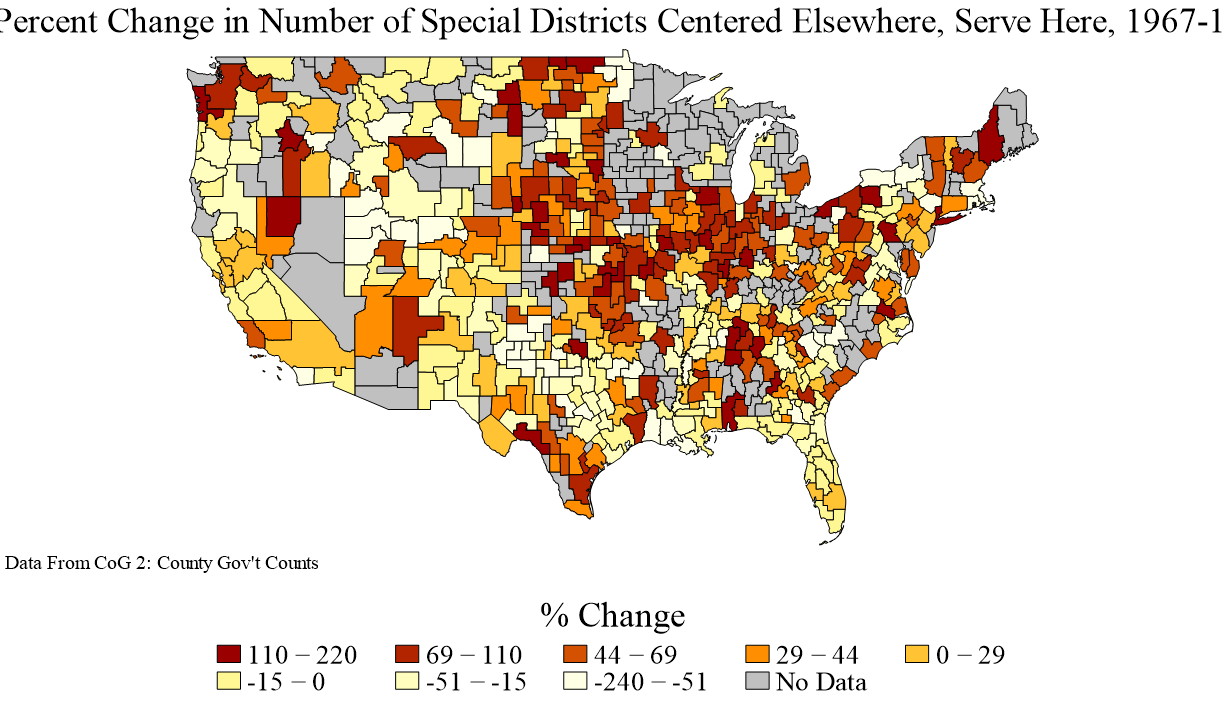 Percent Change in Number of Special Districts Centered Elsewhere, Serve Here, 1967-1
Data From CoG 2: County Gov't Counts
% Change
110 − 220 69 − 110 44 − 69 29 − 44 0 − 29
-15 − 0 -51 − -15 -240 − -51 No Data